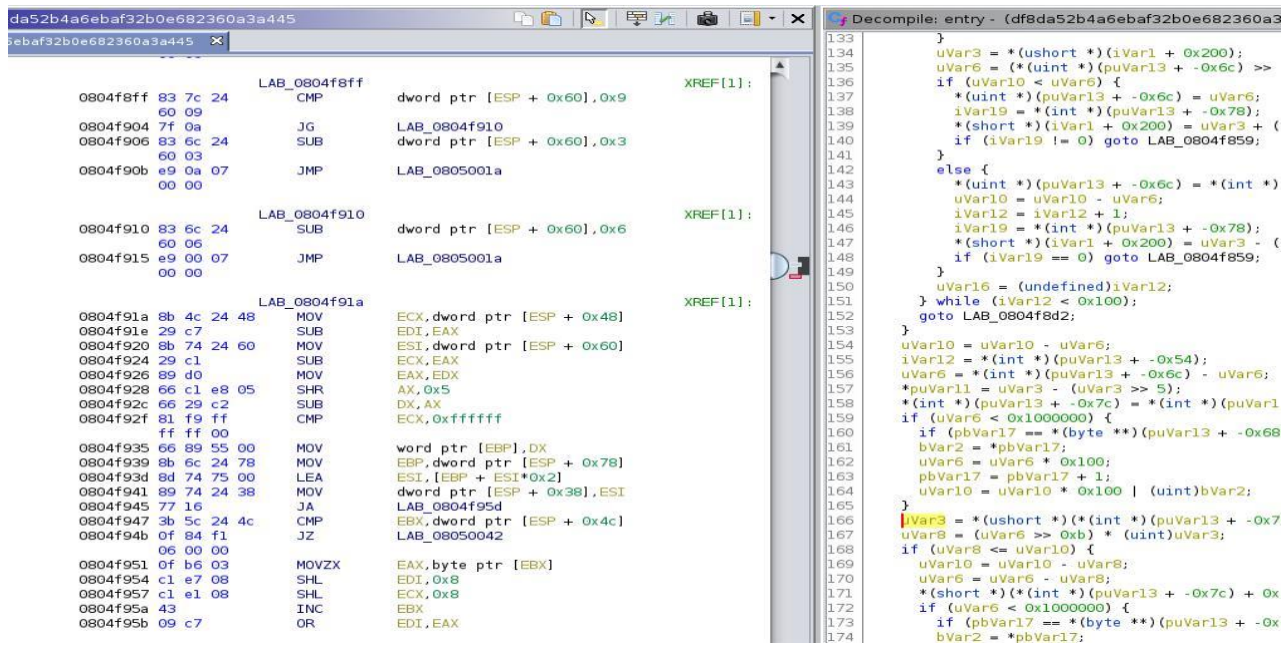 da52b4a6ebaf32b0e682360a3a445
6ebaf32b0e682360a3a445
LAB_0804f8ff XREF[1]:
0804f8ff 83 7c 24 CMP dword ptr [ESP + 0x60],0x9
60 09
0804f904 7f 0a JG LAB_0804f910
0804f906 83 6c 24 SUB dword ptr [ESP + 0x60],0x3
60 03
0804f90b e9 0a 07 JMP LAB_0805001a
00 00
LAB_0804f910 XREF[1]:
0804f910 83 6c 24 SUB dword ptr [ESP + 0x60],0x6
60 06
0804f915 e9 00 07 JMP LAB_0805001a
00 00
LAB_0804f91a XREF[1]:
0804f91a 8b 4c 24 48 MOV ECX,dword ptr [ESP + 0x48]
0804f91e 29 c7 SUB EDI,EAX
0804f920 8b 74 24 60 MOV ESI,dword ptr [ESP + 0x60]
0804f924 29 c1 SUB ECX,EAX
0804f926 89 d0 MOV EAX,EDX
0804f928 66 c1 e8 05 SHR AX,0x5
0804f92c 66 29 c2 SUB DX,AX
0804f92f 81 f9 ff CMP ECX,0xffffff
ff ff 00
0804f935 66 89 55 00 MOV word ptr [EBP],DX
0804f939 8b 6c 24 78 MOV EBP,dword ptr [ESP + 0x78]
0804f93d 8d 74 75 00 LEA ESI,[EBP + ESI*0x2]
0804f941 89 74 24 38 MOV dword ptr [ESP + 0x38],ESI
0804f945 77 16 JA LAB_0804f95d
0804f947 3b 5c 24 4c CMP EBX,dword ptr [ESP + 0x4c]
0804f94b 0f 84 f1 JZ LAB_08050042
06 00 00
0804f951 0f b6 03 MOVZX EAX,byte ptr [EBX]
0804f954 c1 e7 08 SHL EDI,0x8
0804f957 c1 e1 08 SHL ECX,0x8
0804f95a 43 INC EBX
0804f95b 09 c7 OR EDI,EAX
Decompile: entry - (df8da52b4a6ebaf32b0e682360a3
133 }
134 uVar3 = *(ushort *)(iVar1 + 0x200);
135 uVar6 = (*(uint *)(puVar13 + -0x6c) >>
136 if (uVar10 < uVar6) {
137 *(uint *)(puVar13 + -0x6c) = uVar6;
138 iVar19 = *(int *)(puVar13 + -0x78);
139 *(short *)(iVar1 + 0x200) = uVar3 + (
140 if (iVar19 != 0) goto LAB_0804f859;
141 }
142 else {
143 *(uint *)(puVar13 + -0x6c) = *(int *)
144 uVar10 = uVar10 - uVar6;
145 iVar12 = iVar12 + 1;
146 iVar19 = *(int *)(puVar13 + -0x78);
147 *(short *)(iVar1 + 0x200) = uVar3 - (
148 if (iVar19 == 0) goto LAB_0804f859;
149 }
150 uVar16 = (undefined)iVar12;
151 } while (iVar12 < 0x100);
152 goto LAB_0804f8d2;
153 }
154 uVar10 = uVar10 - uVar6;
155 iVar12 = *(int *)(puVar13 + -0x54);
156 uVar6 = *(int *)(puVar13 + -0x6c) - uVar6;
157 *puVar11 = uVar3 - (uVar3 >> 5);
158 *(int *)(puVar13 + -0x7c) = *(int *)(puVar1
159 if (uVar6 < 0x1000000) {
160 if (pbVar17 == *(byte **)(puVar13 + -0x68
161 bVar2 = *pbVar17;
162 uVar6 = uVar6 * 0x100;
163 pbVar17 = pbVar17 + 1;
164 uVar10 = uVar10 * 0x100 | (uint)bVar2;
165 }
166 uVar3 = *(ushort *)(*(int *)(puVar13 + -0x7
167 uVar8 = (uVar6 >> 0xb) * (uint)uVar3;
168 if (uVar8 <= uVar10) {
169 uVar10 = uVar10 - uVar8;
170 uVar6 = uVar6 - uVar8;
171 *(short *)(*(int *)(puVar13 + -0x7c) + 0x
172 if (uVar6 < 0x1000000) {
173 if (pbVar17 == *(byte **)(puVar13 + -0x
174 bVar2 = *pbVar17;